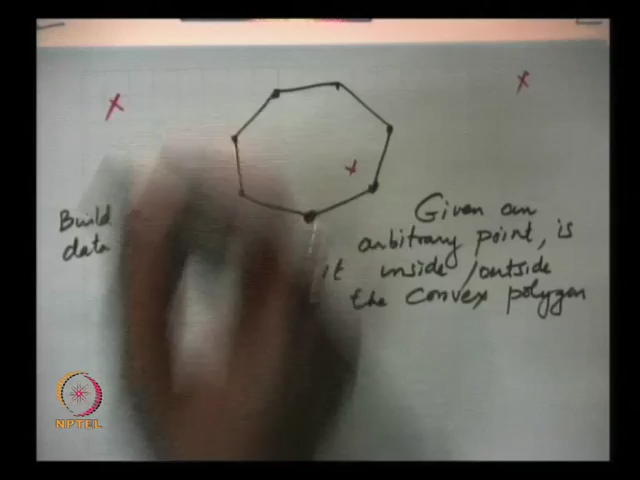 Build
data
Given an
arbitrary point, is
it inside/outside
the convex polygon
NPTEL